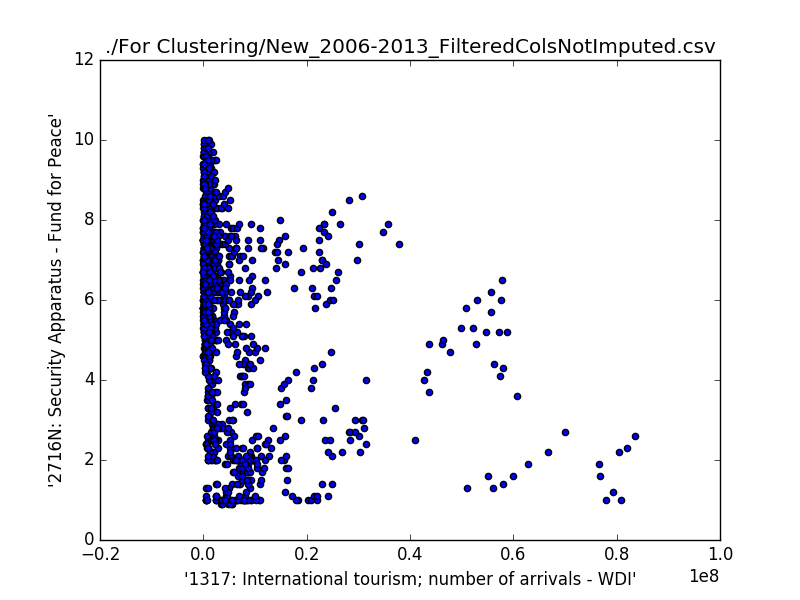 ./For Clustering/New_2006-2013_FilteredColsNotImputed.csv
12
10
8
6
4
2
0
'2716N: Security Apparatus - Fund for Peace'
−0.2 0.0 0.2 0.4 0.6 0.8 1.0
1e8
'1317: International tourism; number of arrivals - WDI'